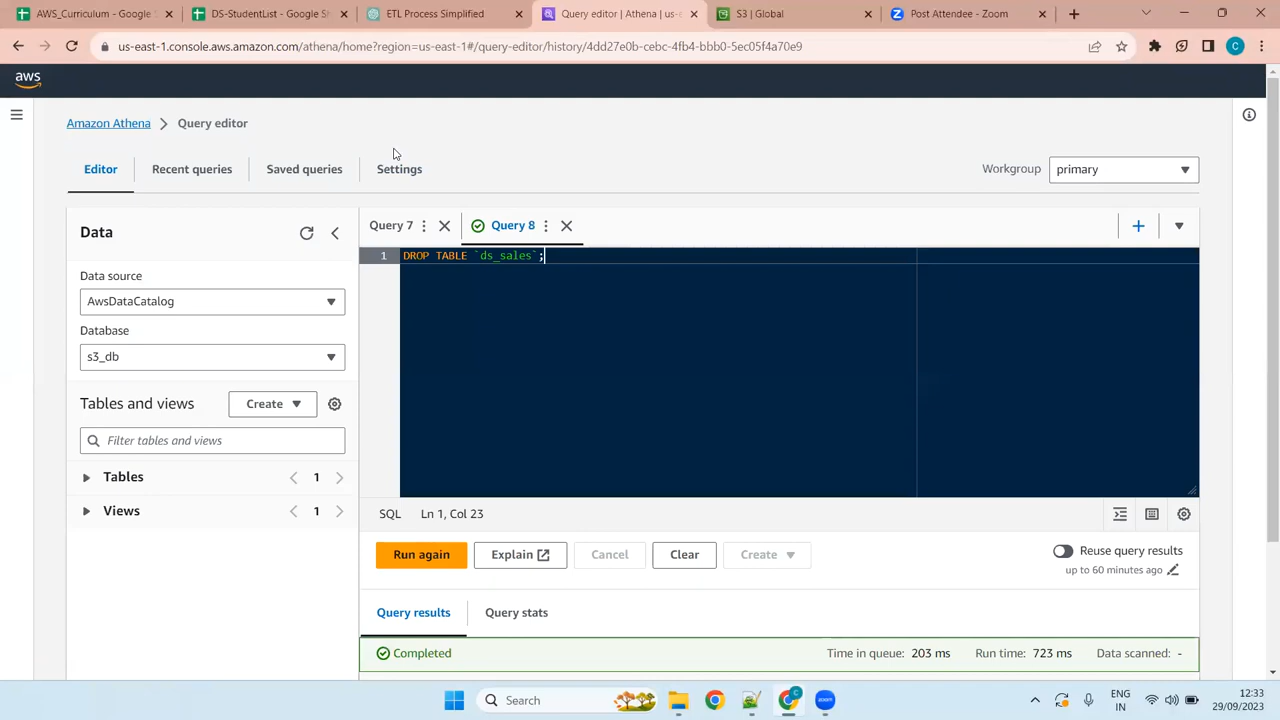 AWS_Curriculum - Google Sh
DS-StudentList - Google She
ETL Process Simplified
Query editor | Athena | us-e
S3 | Global
Post Attendee - Zoom
us-east-1.console.aws.amazon.com/athena/home?region=us-east-1#/query-editor/history/4dd27e0b-cebc-4fb4-bbb0-5ec05f4a70e9
C
aws
Amazon Athena
Query editor
Editor
Recent queries
Saved queries
Settings
Workgroup
primary
Data
Query 7
Query 8
1
DROP TABLE `ds_sales`;
Data source
AwsDataCatalog
Database
s3_db
Tables and views
Create
Filter tables and views
Tables
1
Views
1
SQL
Ln 1, Col 23
Run again
Explain
Cancel
Clear
Create
Reuse query results
up to 60 minutes ago
Query results
Query stats
Completed
Time in queue: 203 ms
Run time: 723 ms
Data scanned: -
Search
C
zoom
ENG
IN
12:33
29/09/2023